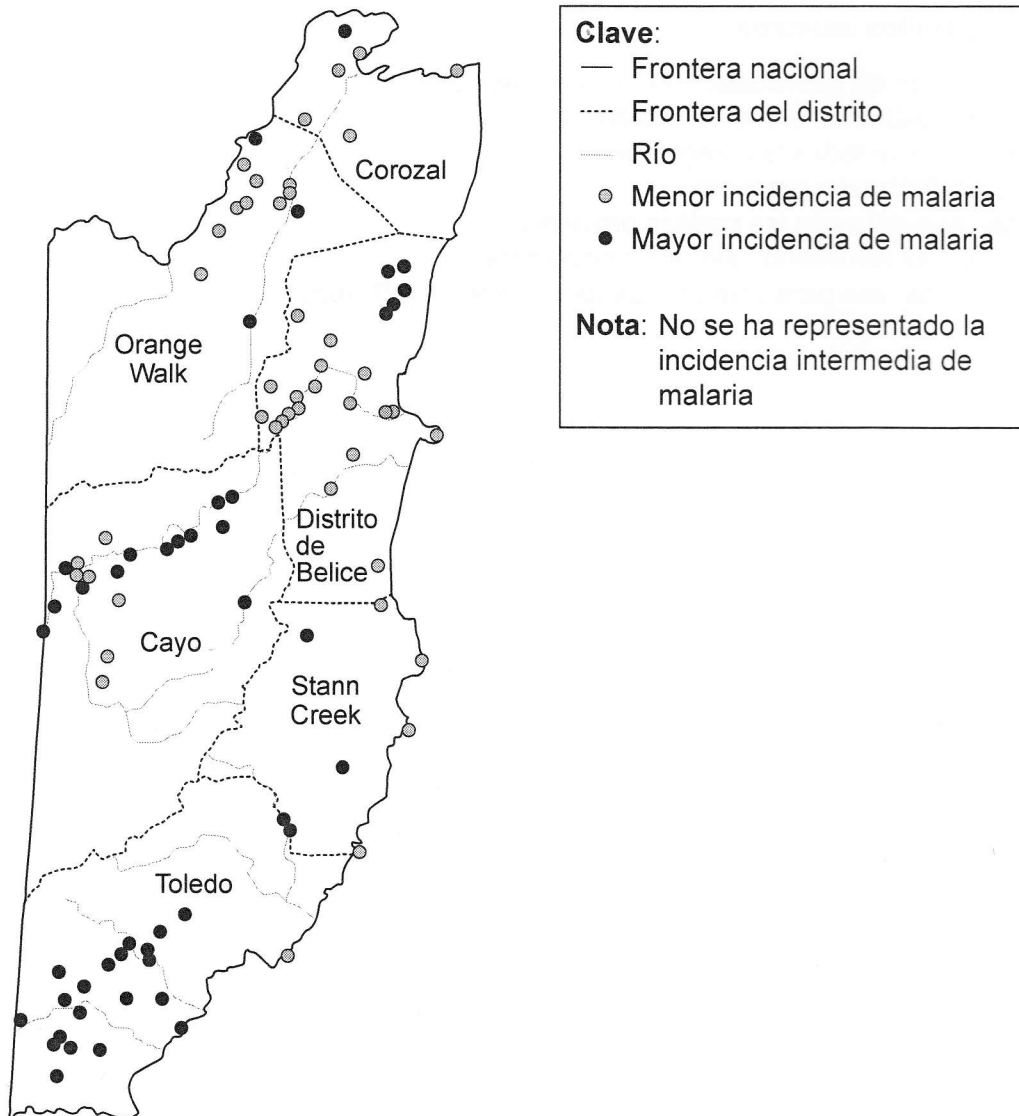 Clave:
Frontera nacional
Frontera del distrito
Río
Menor incidencia de malaria
Mayor incidencia de malaria
Nota: No se ha representado la
incidencia intermedia de
malaria
Corozal
Orange
Walk
Distrito
de
Belice
Cayo
Stann
Creek
Toledo